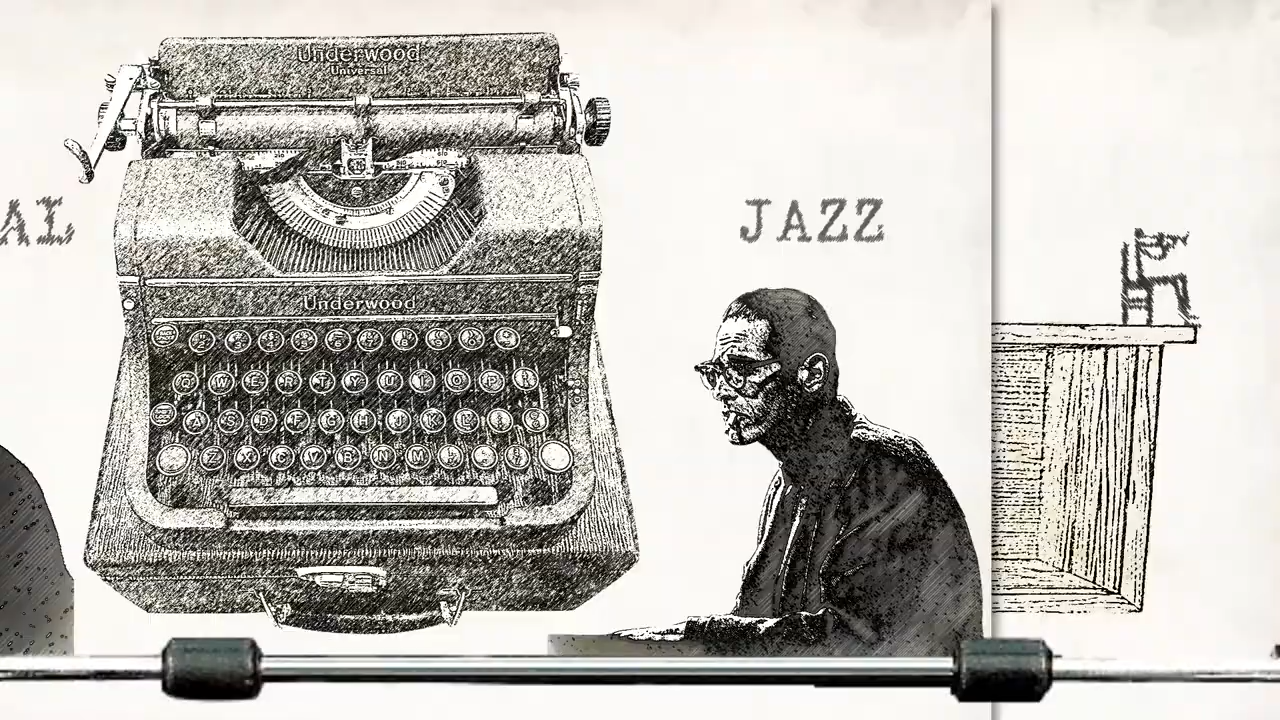 Underwood
Universal
AL
JAZZ
Underwood
Q W E R T Y U I O P
A S D F G H J K L
Z X C V B N M